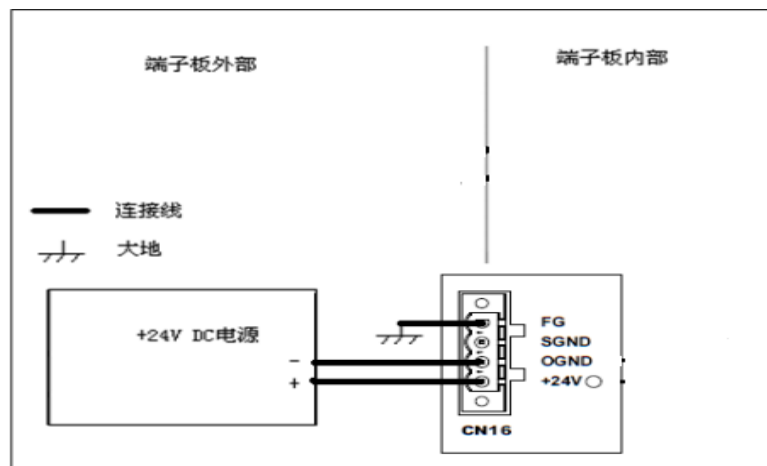 端子板外部
端子板内部
连接线
大地
+24V DC电源
-
+
FG
SGND
OGND
+24V
CN16